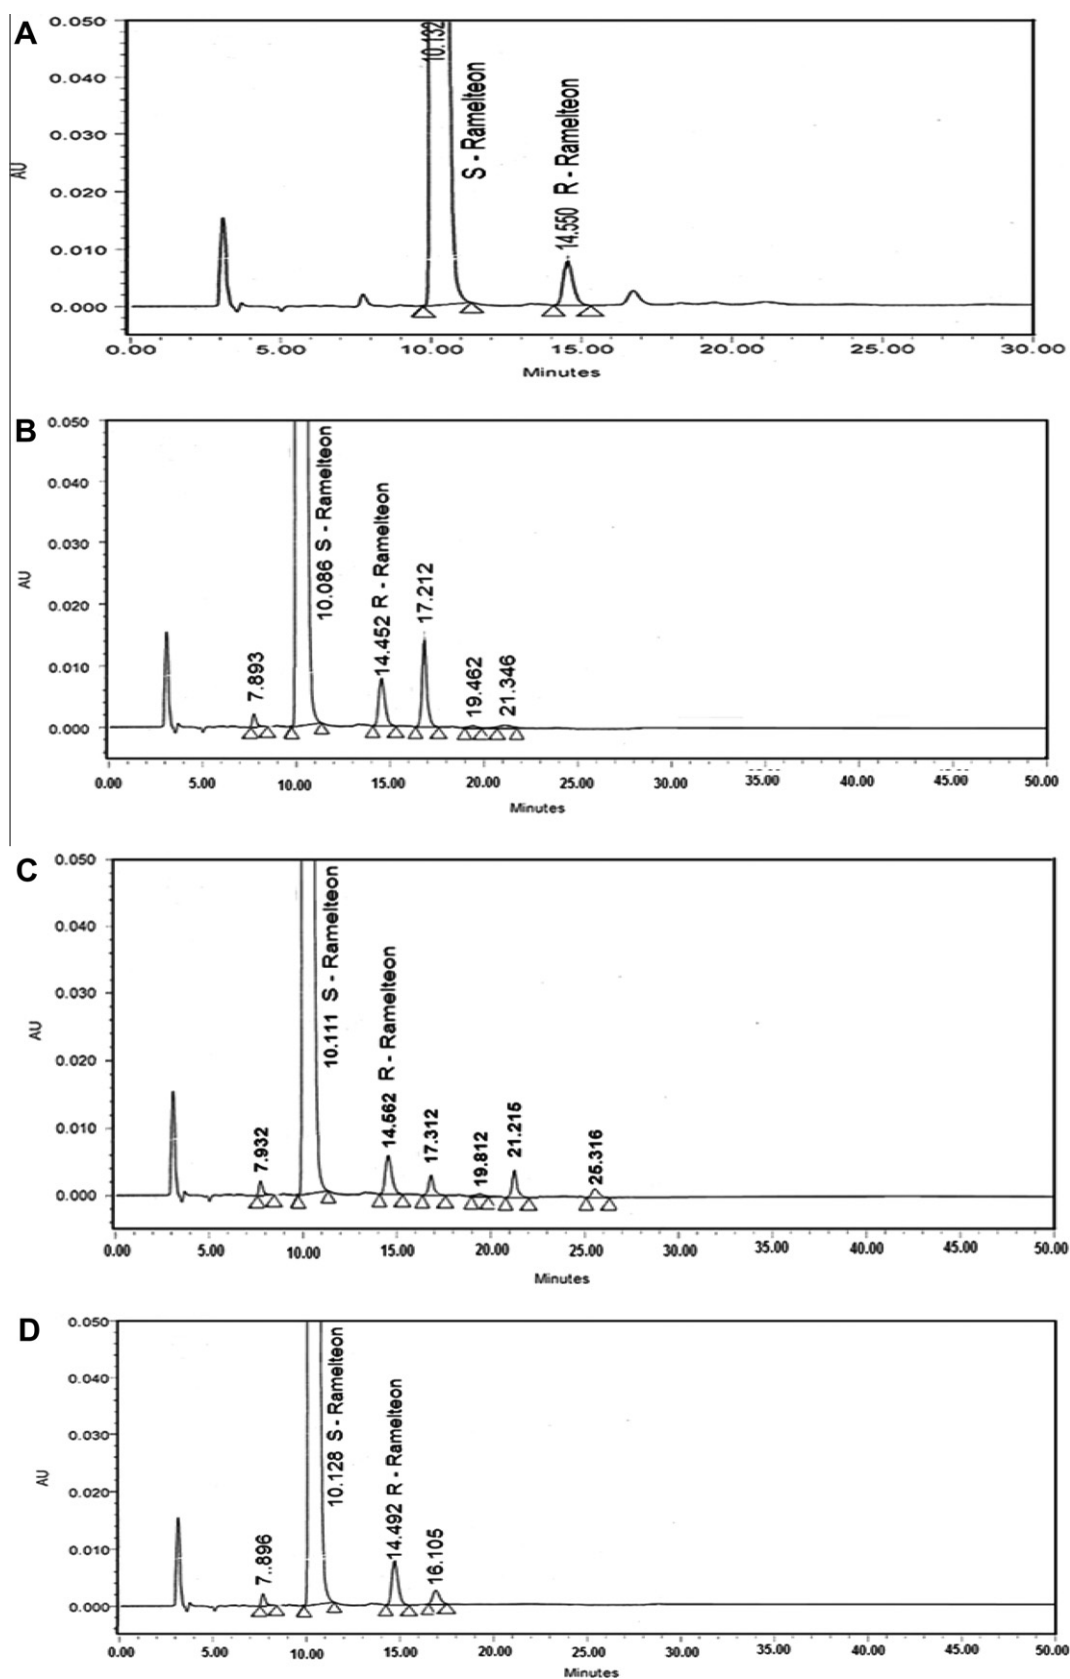 A
0.050
0.040
0.030
0.020
0.010
0.000
AU
10.132
S - Ramelteon
14.550 R - Ramelteon
0.00 5.00 10.00 15.00 20.00 25.00 30.00
Minutes
B
0.050
0.040
0.030
0.020
0.010
0.000
AU
7.893
10.086 S - Ramelteon
14.452 R - Ramelteon
17.212
19.462
21.346
0.00 5.00 10.00 15.00 20.00 25.00 30.00 35.00 40.00 45.00 50.00
Minutes
C
0.050
0.040
0.030
0.020
0.010
0.000
AU
7.932
10.111 S - Ramelteon
14.562 R - Ramelteon
17.312
19.812
21.215
25.316
0.00 5.00 10.00 15.00 20.00 25.00 30.00 35.00 40.00 45.00 50.00
Minutes
D
0.050
0.040
0.030
0.020
0.010
0.000
AU
7..896
10.128 S - Ramelteon
14.492 R - Ramelteon
16.105
0.00 5.00 10.00 15.00 20.00 25.00 30.00 35.00 40.00 45.00 50.00
Minutes